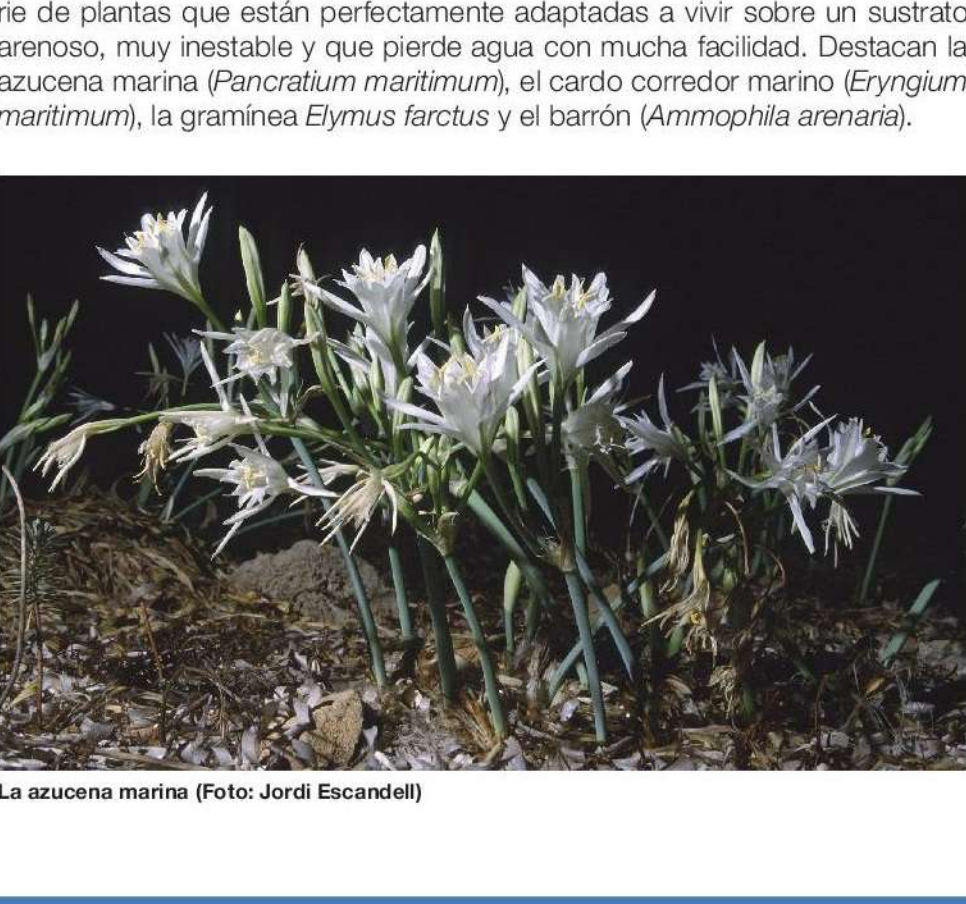 rie de plantas que están perfectamente adaptadas a vivir sobre un sustrato
arenoso, muy inestable y que pierde agua con mucha facilidad. Destacan la
azucena marina (Pancratium maritimum), el cardo corredor marino (Eryngium
maritimum), la gramínea Elymus farctus y el barrón (Ammophila arenaria).
La azucena marina (Foto: Jordi Escandell)